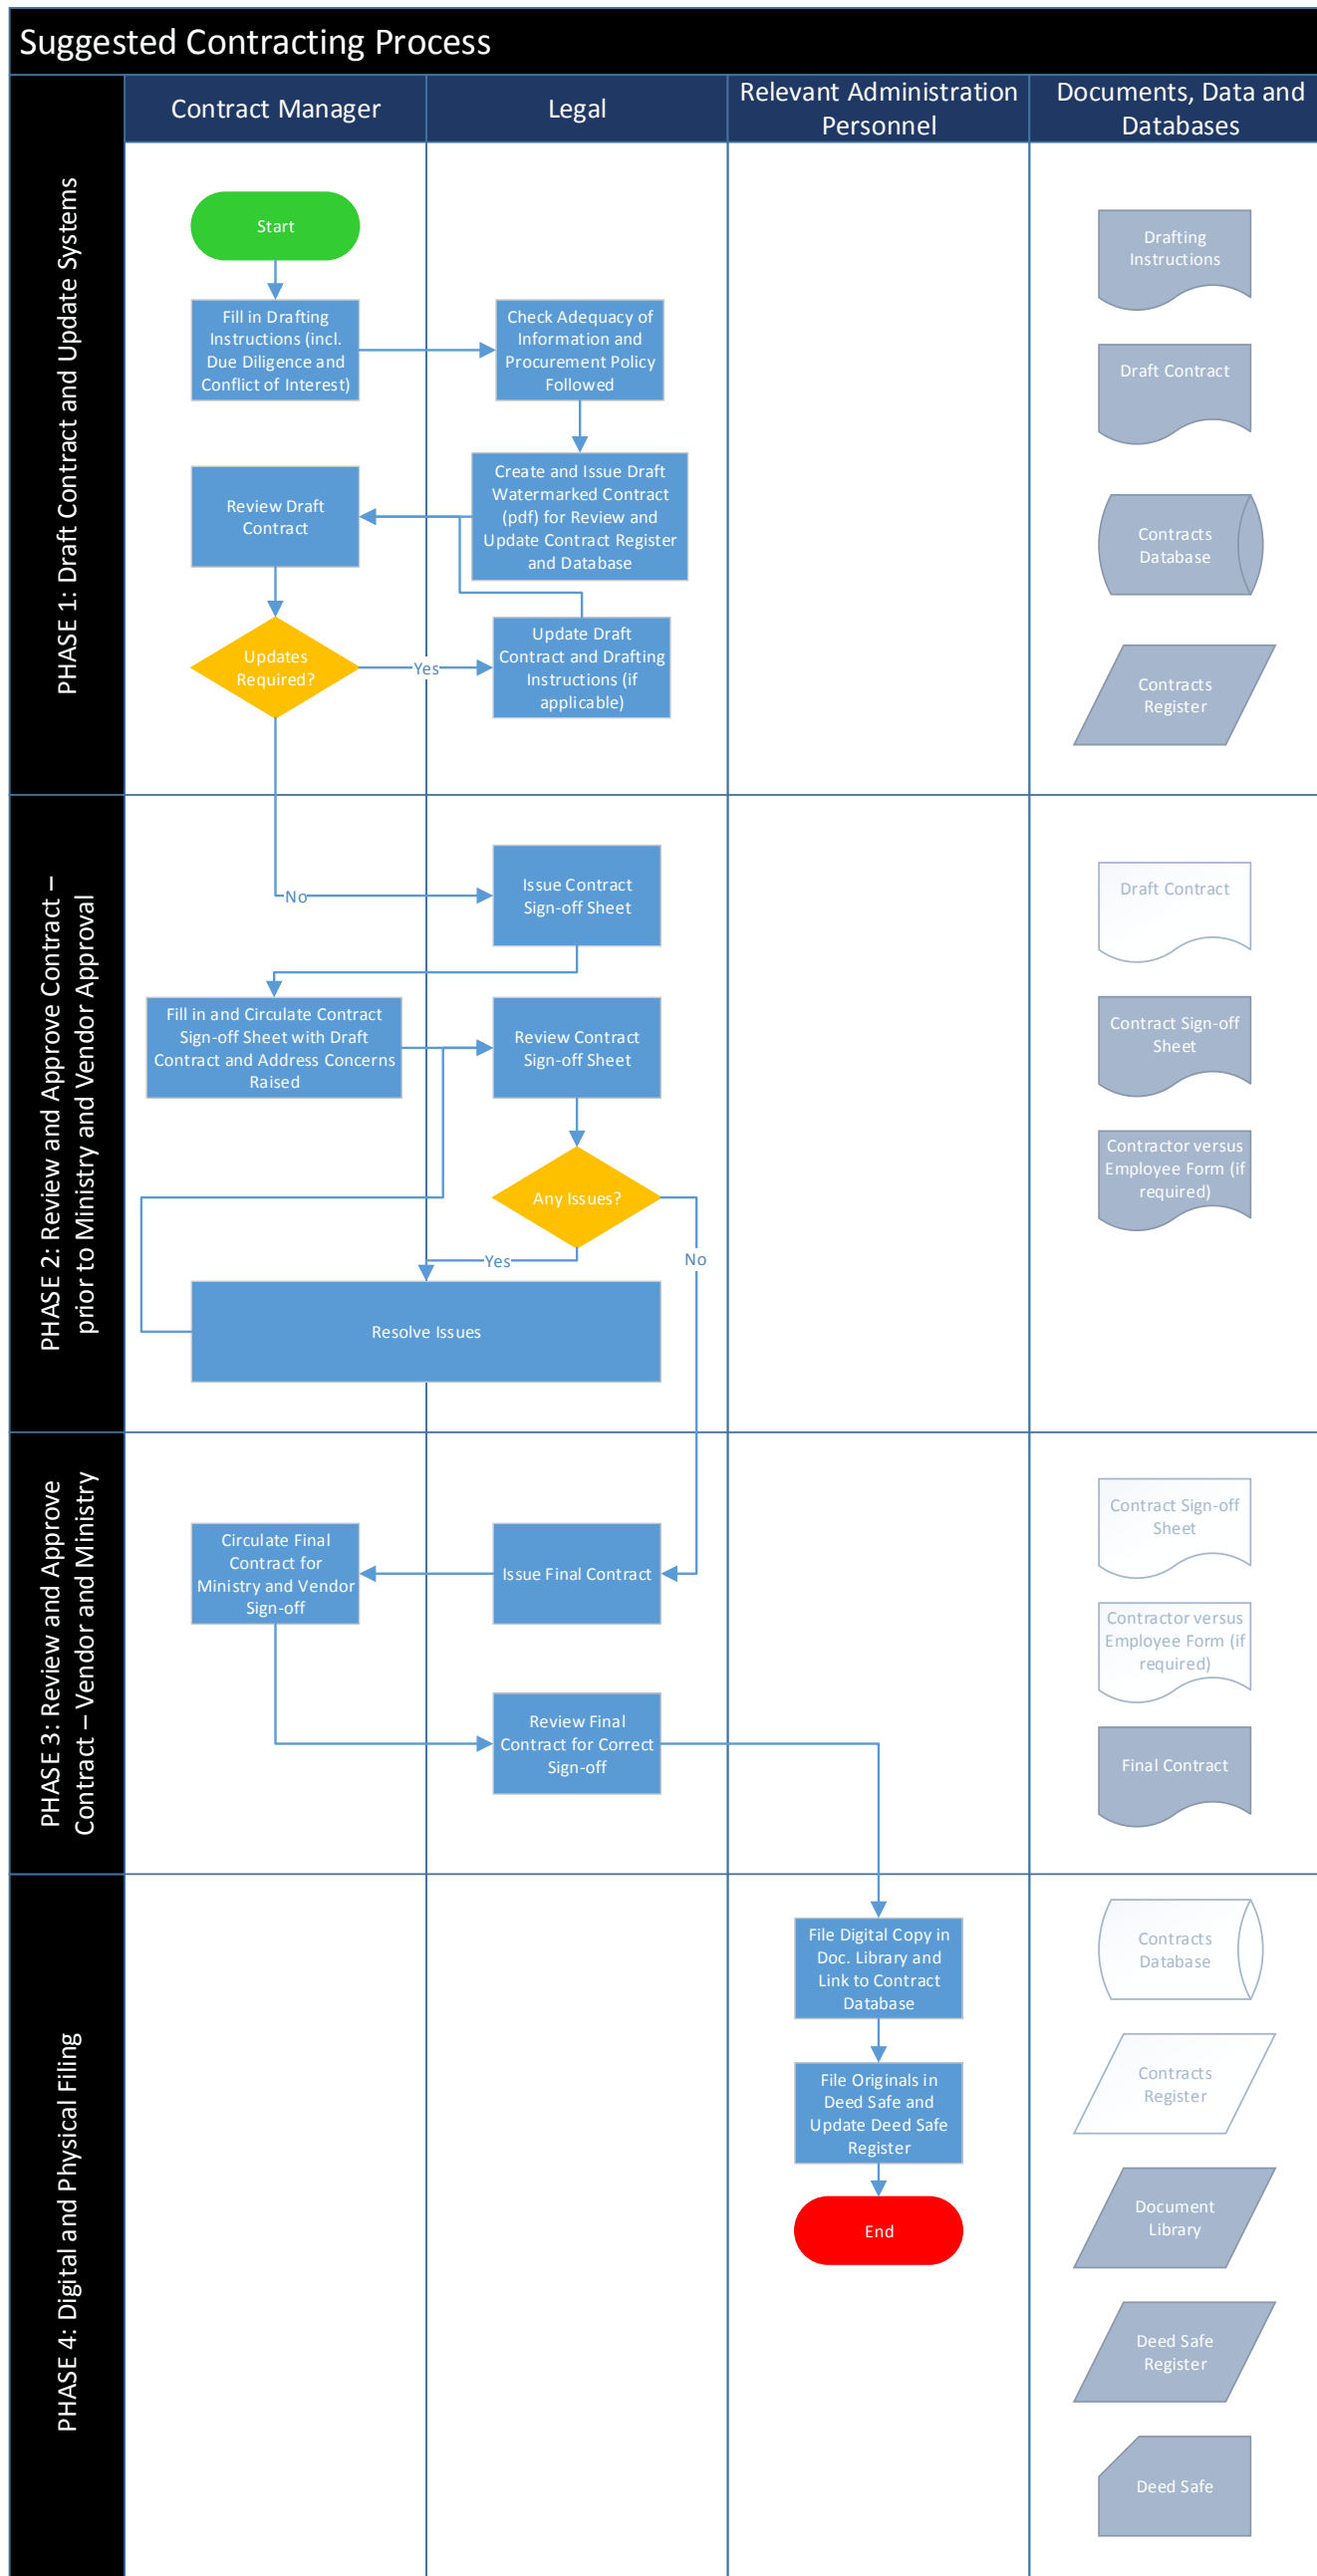 Suggested Contracting Process
Contract Manager
Legal
Relevant Administration
Personnel
Documents, Data and
Databases
PHASE 1: Draft Contract and Update Systems
Start
Fill in Drafting
Instructions (incl.
Due Diligence and
Conflict of Interest)
Check Adequacy of
Information and
Procurement Policy
Followed
Create and Issue Draft
Watermarked Contract
(pdf) for Review and
Update Contract Register
and Database
Review Draft
Contract
Updates
Required?
Yes
Update Draft
Contract and Drafting
Instructions (if
applicable)
Drafting
Instructions
Draft Contract
Contracts
Database
Contracts
Register
PHASE 2: Review and Approve Contract –
prior to Ministry and Vendor Approval
No
Issue Contract
Sign-off Sheet
Fill in and Circulate Contract
Sign-off Sheet with Draft
Contract and Address Concerns
Raised
Review Contract
Sign-off Sheet
Any Issues?
Yes
No
Resolve Issues
Draft Contract
Contract Sign-off
Sheet
Contractor versus
Employee Form (if
required)
PHASE 3: Review and Approve
Contract – Vendor and Ministry
Circulate Final
Contract for
Ministry and Vendor
Sign-off
Issue Final Contract
Review Final
Contract for Correct
Sign-off
Contract Sign-off
Sheet
Contractor versus
Employee Form (if
required)
Final Contract
PHASE 4: Digital and Physical Filing
File Digital Copy in
Doc. Library and
Link to Contract
Database
File Originals in
Deed Safe and
Update Deed Safe
Register
End
Contracts
Database
Contracts
Register
Document
Library
Deed Safe
Register
Deed Safe